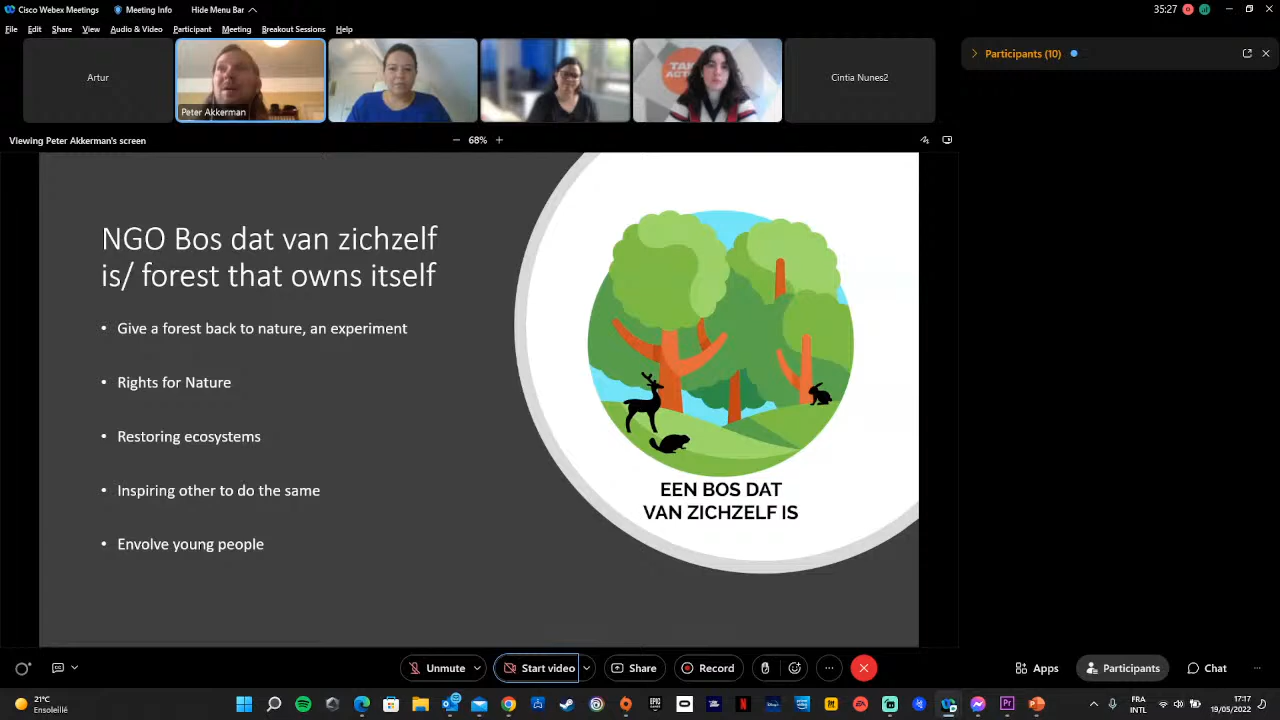 Cisco Webex Meetings
Meeting Info
Hide Menu Bar
35:27
File
Edit
Share
View
Audio & Video
Participant
Meeting
Breakout Sessions
Help
Artur
Peter Akkerman
TAKE
ACTI
Cintia Nunes2
Participants (10)
Viewing Peter Akkerman's screen
68%
NGO Bos dat van zichzelf
is/ forest that owns itself
• Give a forest back to nature, an experiment
• Rights for Nature
• Restoring ecosystems
• Inspiring other to do the same
• Envolve young people
EEN BOS DAT
VAN ZICHZELF IS
Unmute
Start video
Share
Record
Apps
Participants
Chat
21°C
Ensoleillé
FRA
INTL
17:17
19/05/2022